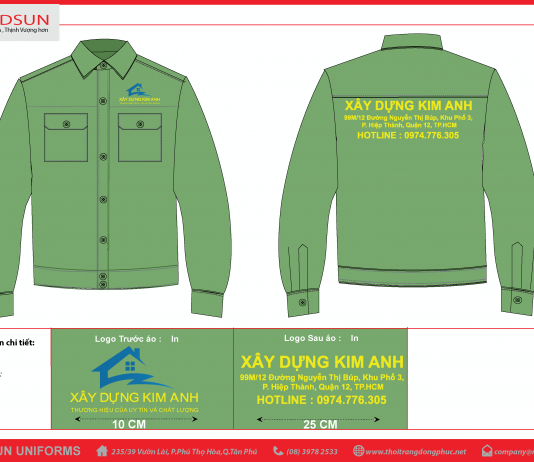 DSUN
, Thịnh Vượng hơn
XÂY DỰNG KIM ANH
XÂY DỰNG KIM ANH
99M/12 Đường Nguyễn Thị Búp, Khu Phố 3,
P. Hiệp Thành, Quận 12, TP.HCM
HOTLINE : 0974.776.305
n chi tiết:
Logo Trước áo : In
XÂY DỰNG KIM ANH
THƯƠNG HIỆU CỦA UY TÍN VÀ CHẤT LƯỢNG
10 CM
Logo Sau áo : In
XÂY DỰNG KIM ANH
99M/12 Đường Nguyễn Thị Búp, Khu Phố 3,
P. Hiệp Thành, Quận 12, TP.HCM
HOTLINE : 0974.776.305
25 CM
UN UNIFORMS 235/39 Vườn Lài, P.Phú Thọ Hòa,Q.Tân Phú (08) 3978 2533 www.thoitrangdongphuc.net company@